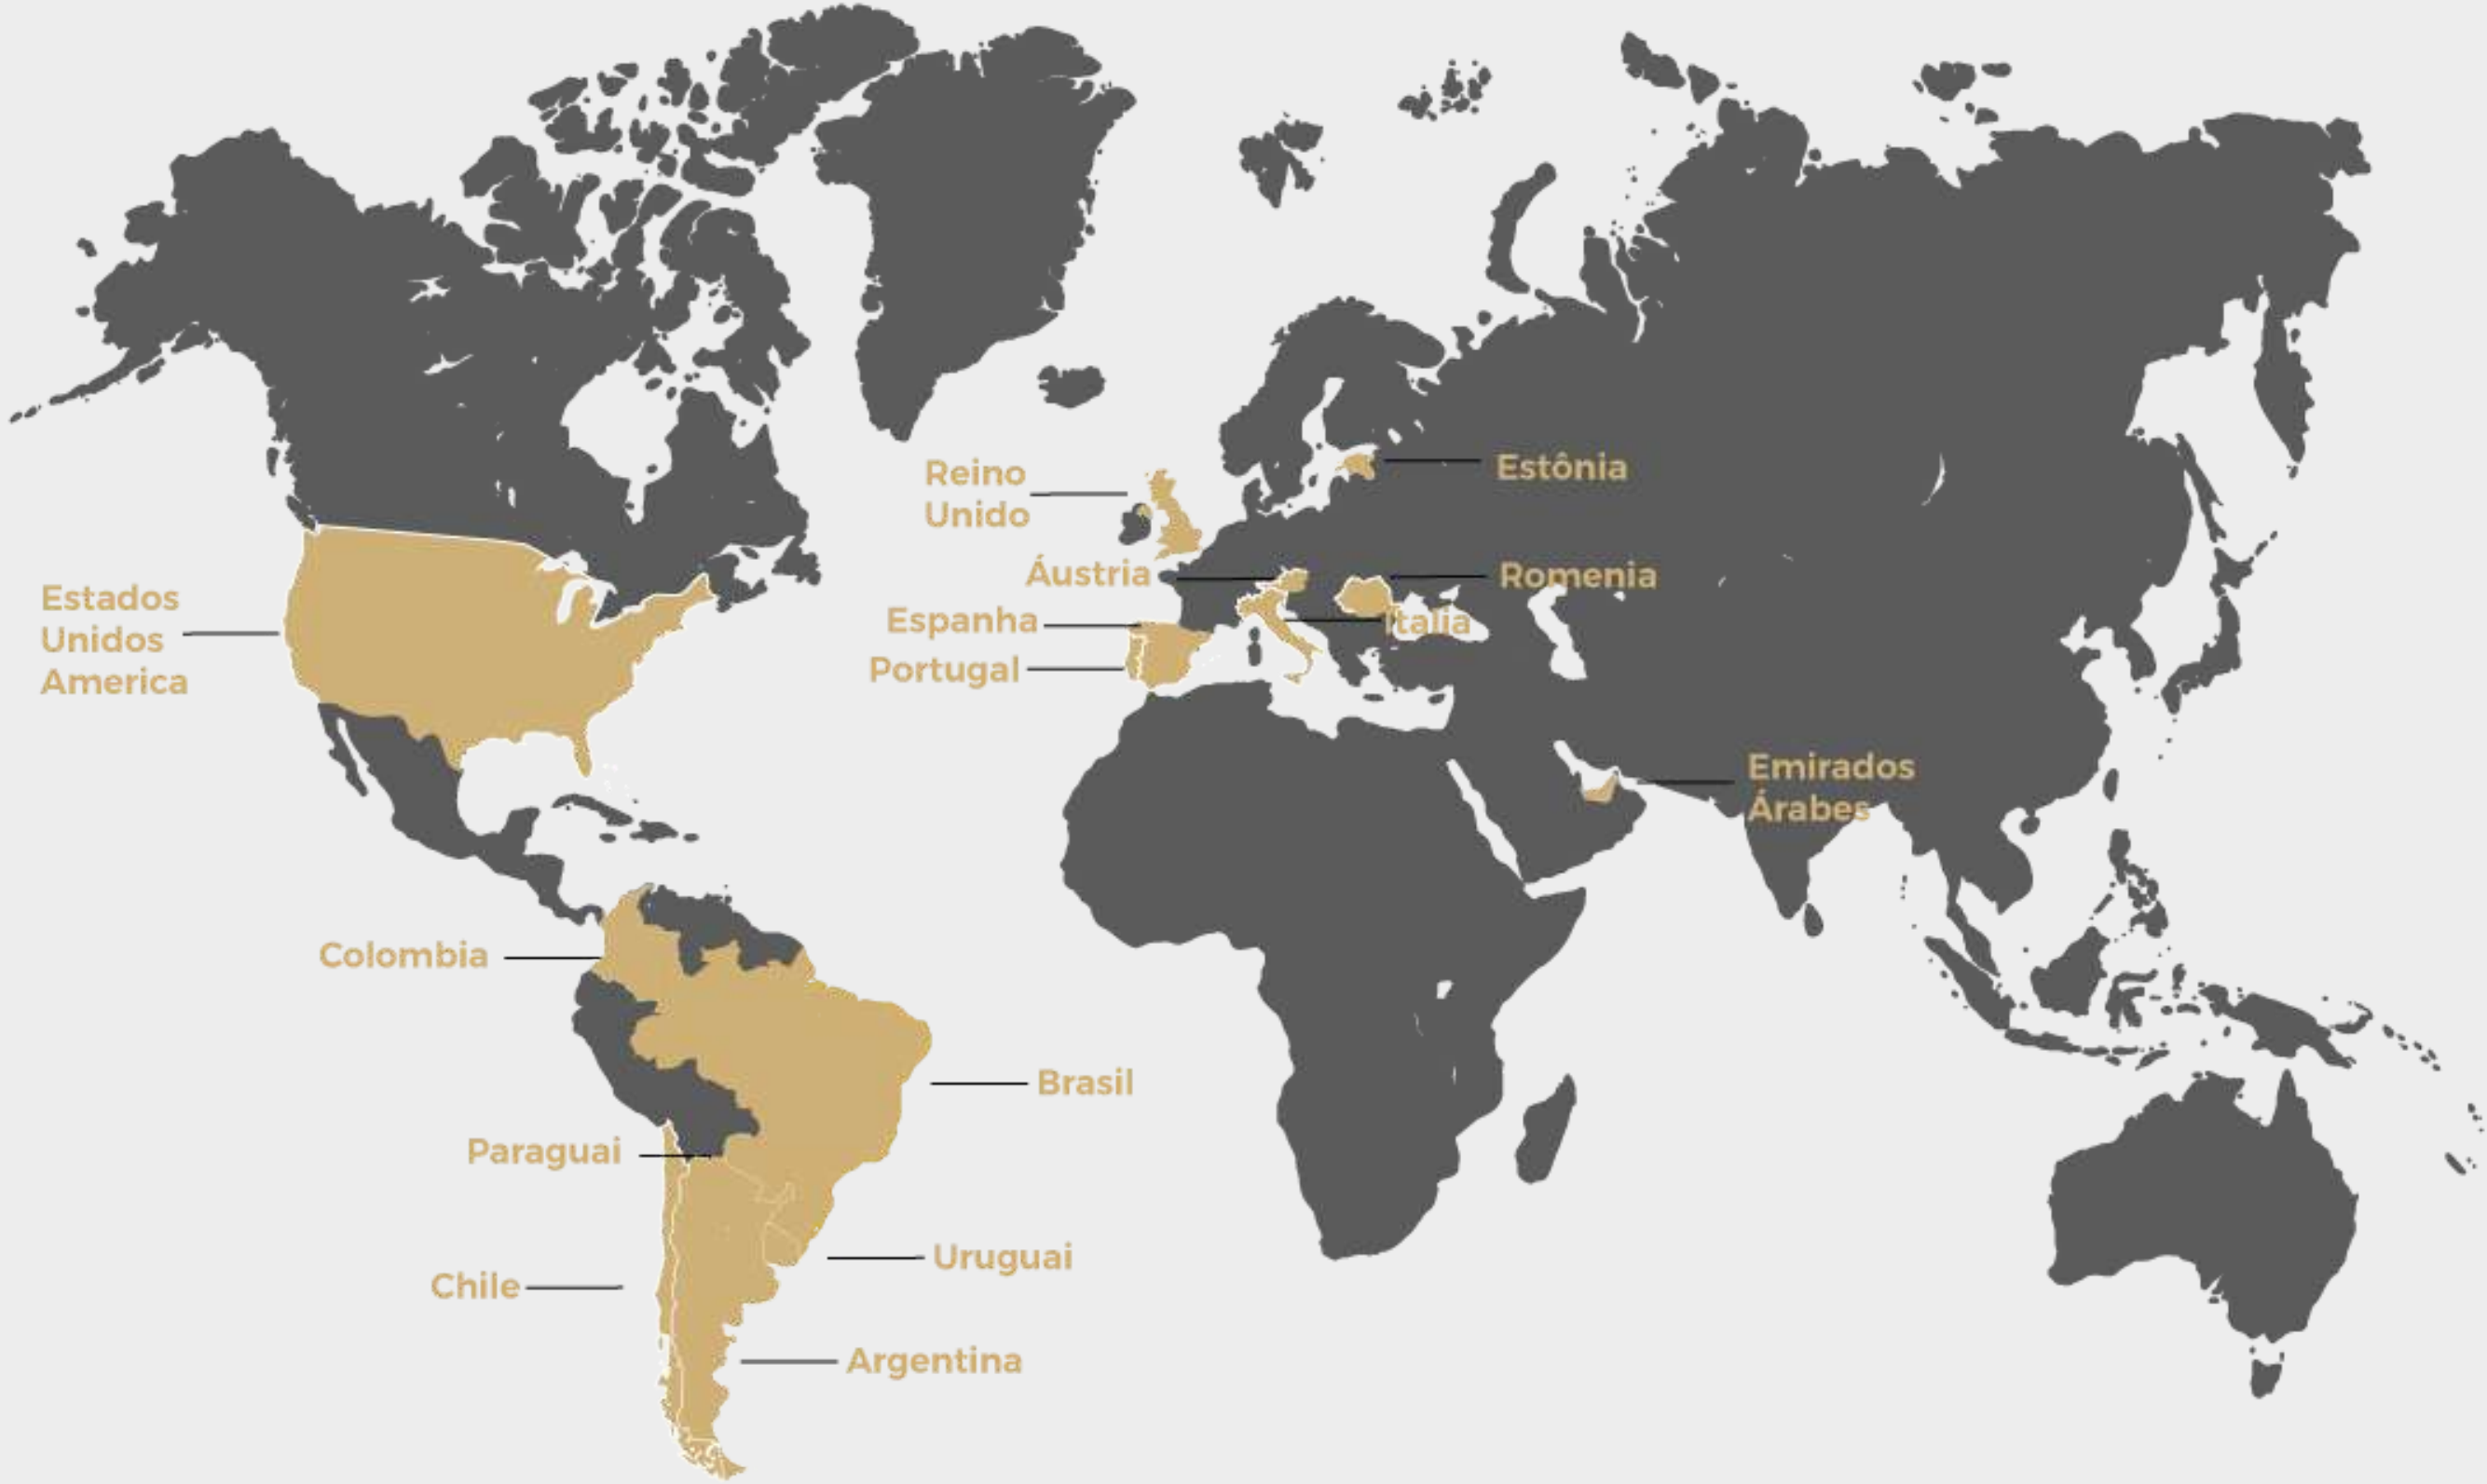 Estônia
Reino
Unido
Áustria
Romenia
Estados
Unidos
America
Espanha
Italia
Portugal
Emirados
Árabes
Colombia
Brasil
Paraguai
Uruguai
Chile
Argentina